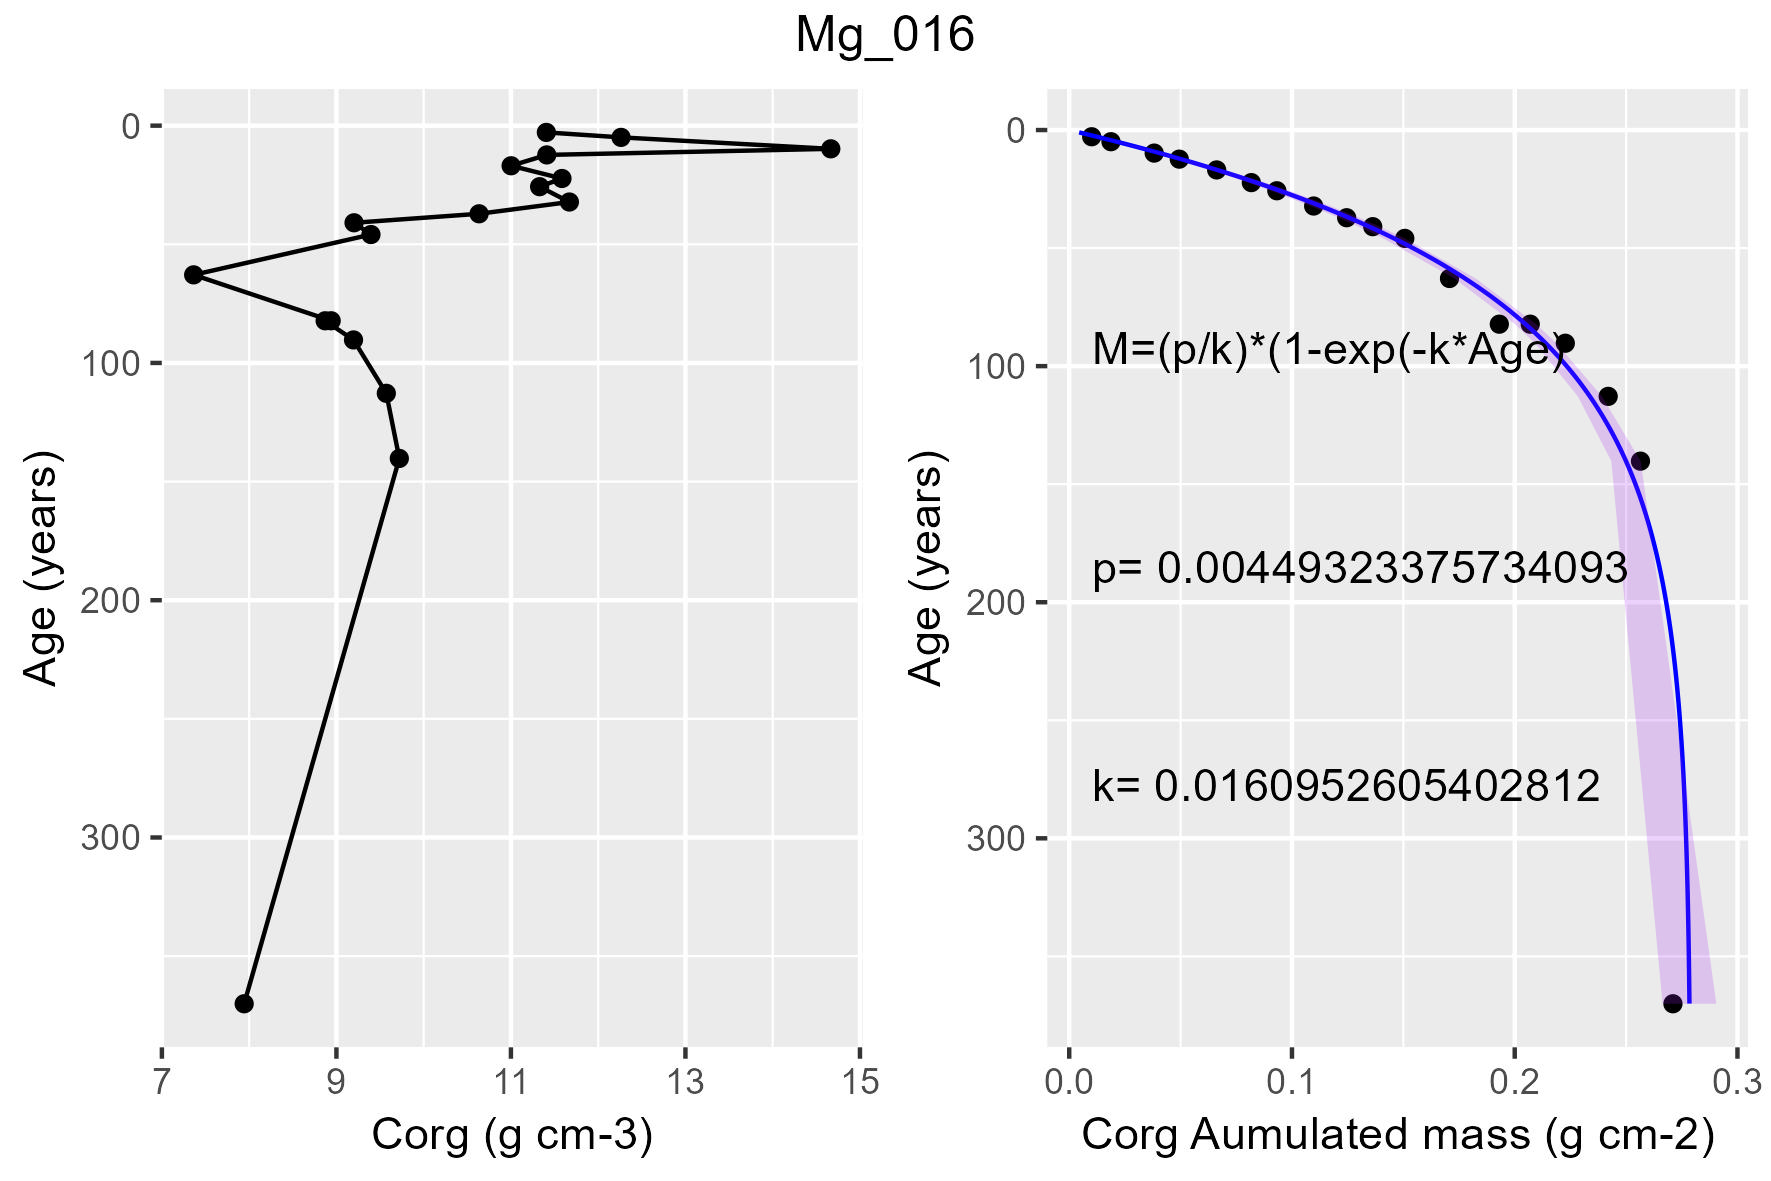 Mg_016
0
100
200
300
Age (years)
7 9 11 13 15
Corg (g cm-3)
0
100
200
300
Age (years)
M=(p/k)*(1-exp(-k*Age)
p= 0.00449323375734093
k= 0.0160952605402812
0.0 0.1 0.2 0.3
Corg Aumulated mass (g cm-2)